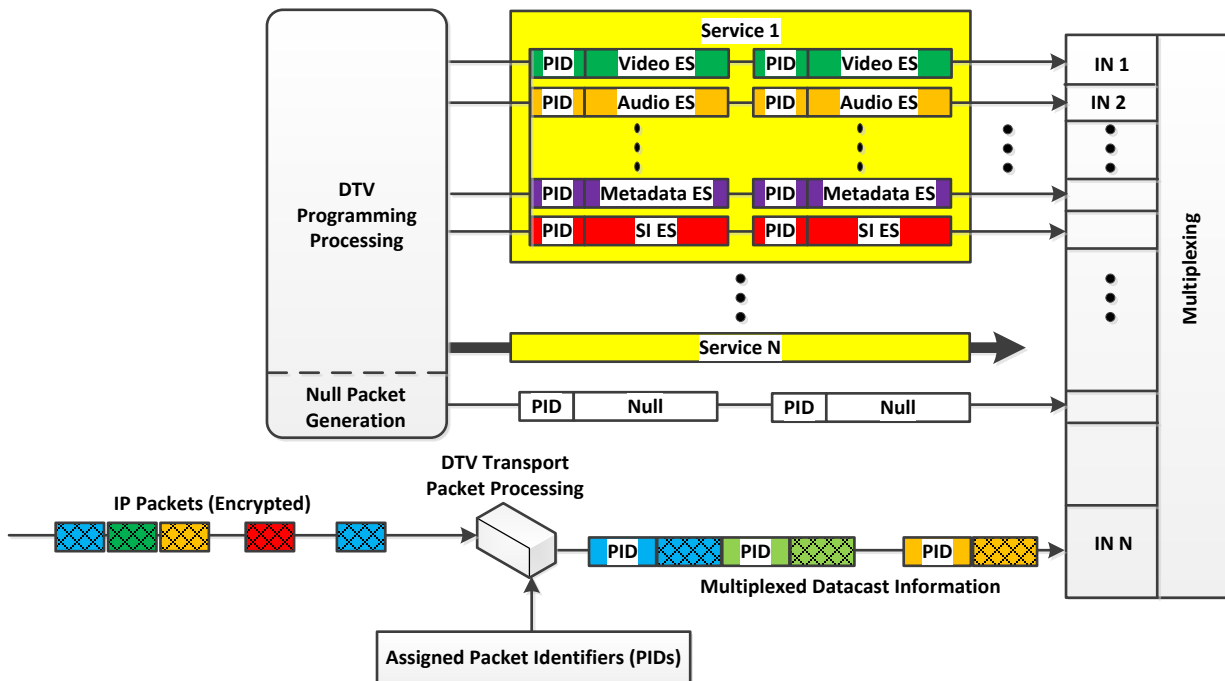 Service 1
PID Video ES PID Video ES
IN 1
PID Audio ES PID Audio ES
IN 2
DTV
Programming
Processing
PID Metadata ES PID Metadata ES
PID SI ES PID SI ES
Multiplexing
Service N
Null Packet
Generation
PID Null PID Null
DTV Transport
Packet Processing
IP Packets (Encrypted)
PID PID PID
IN N
Multiplexed Datacast Information
Assigned Packet Identifiers (PIDs)